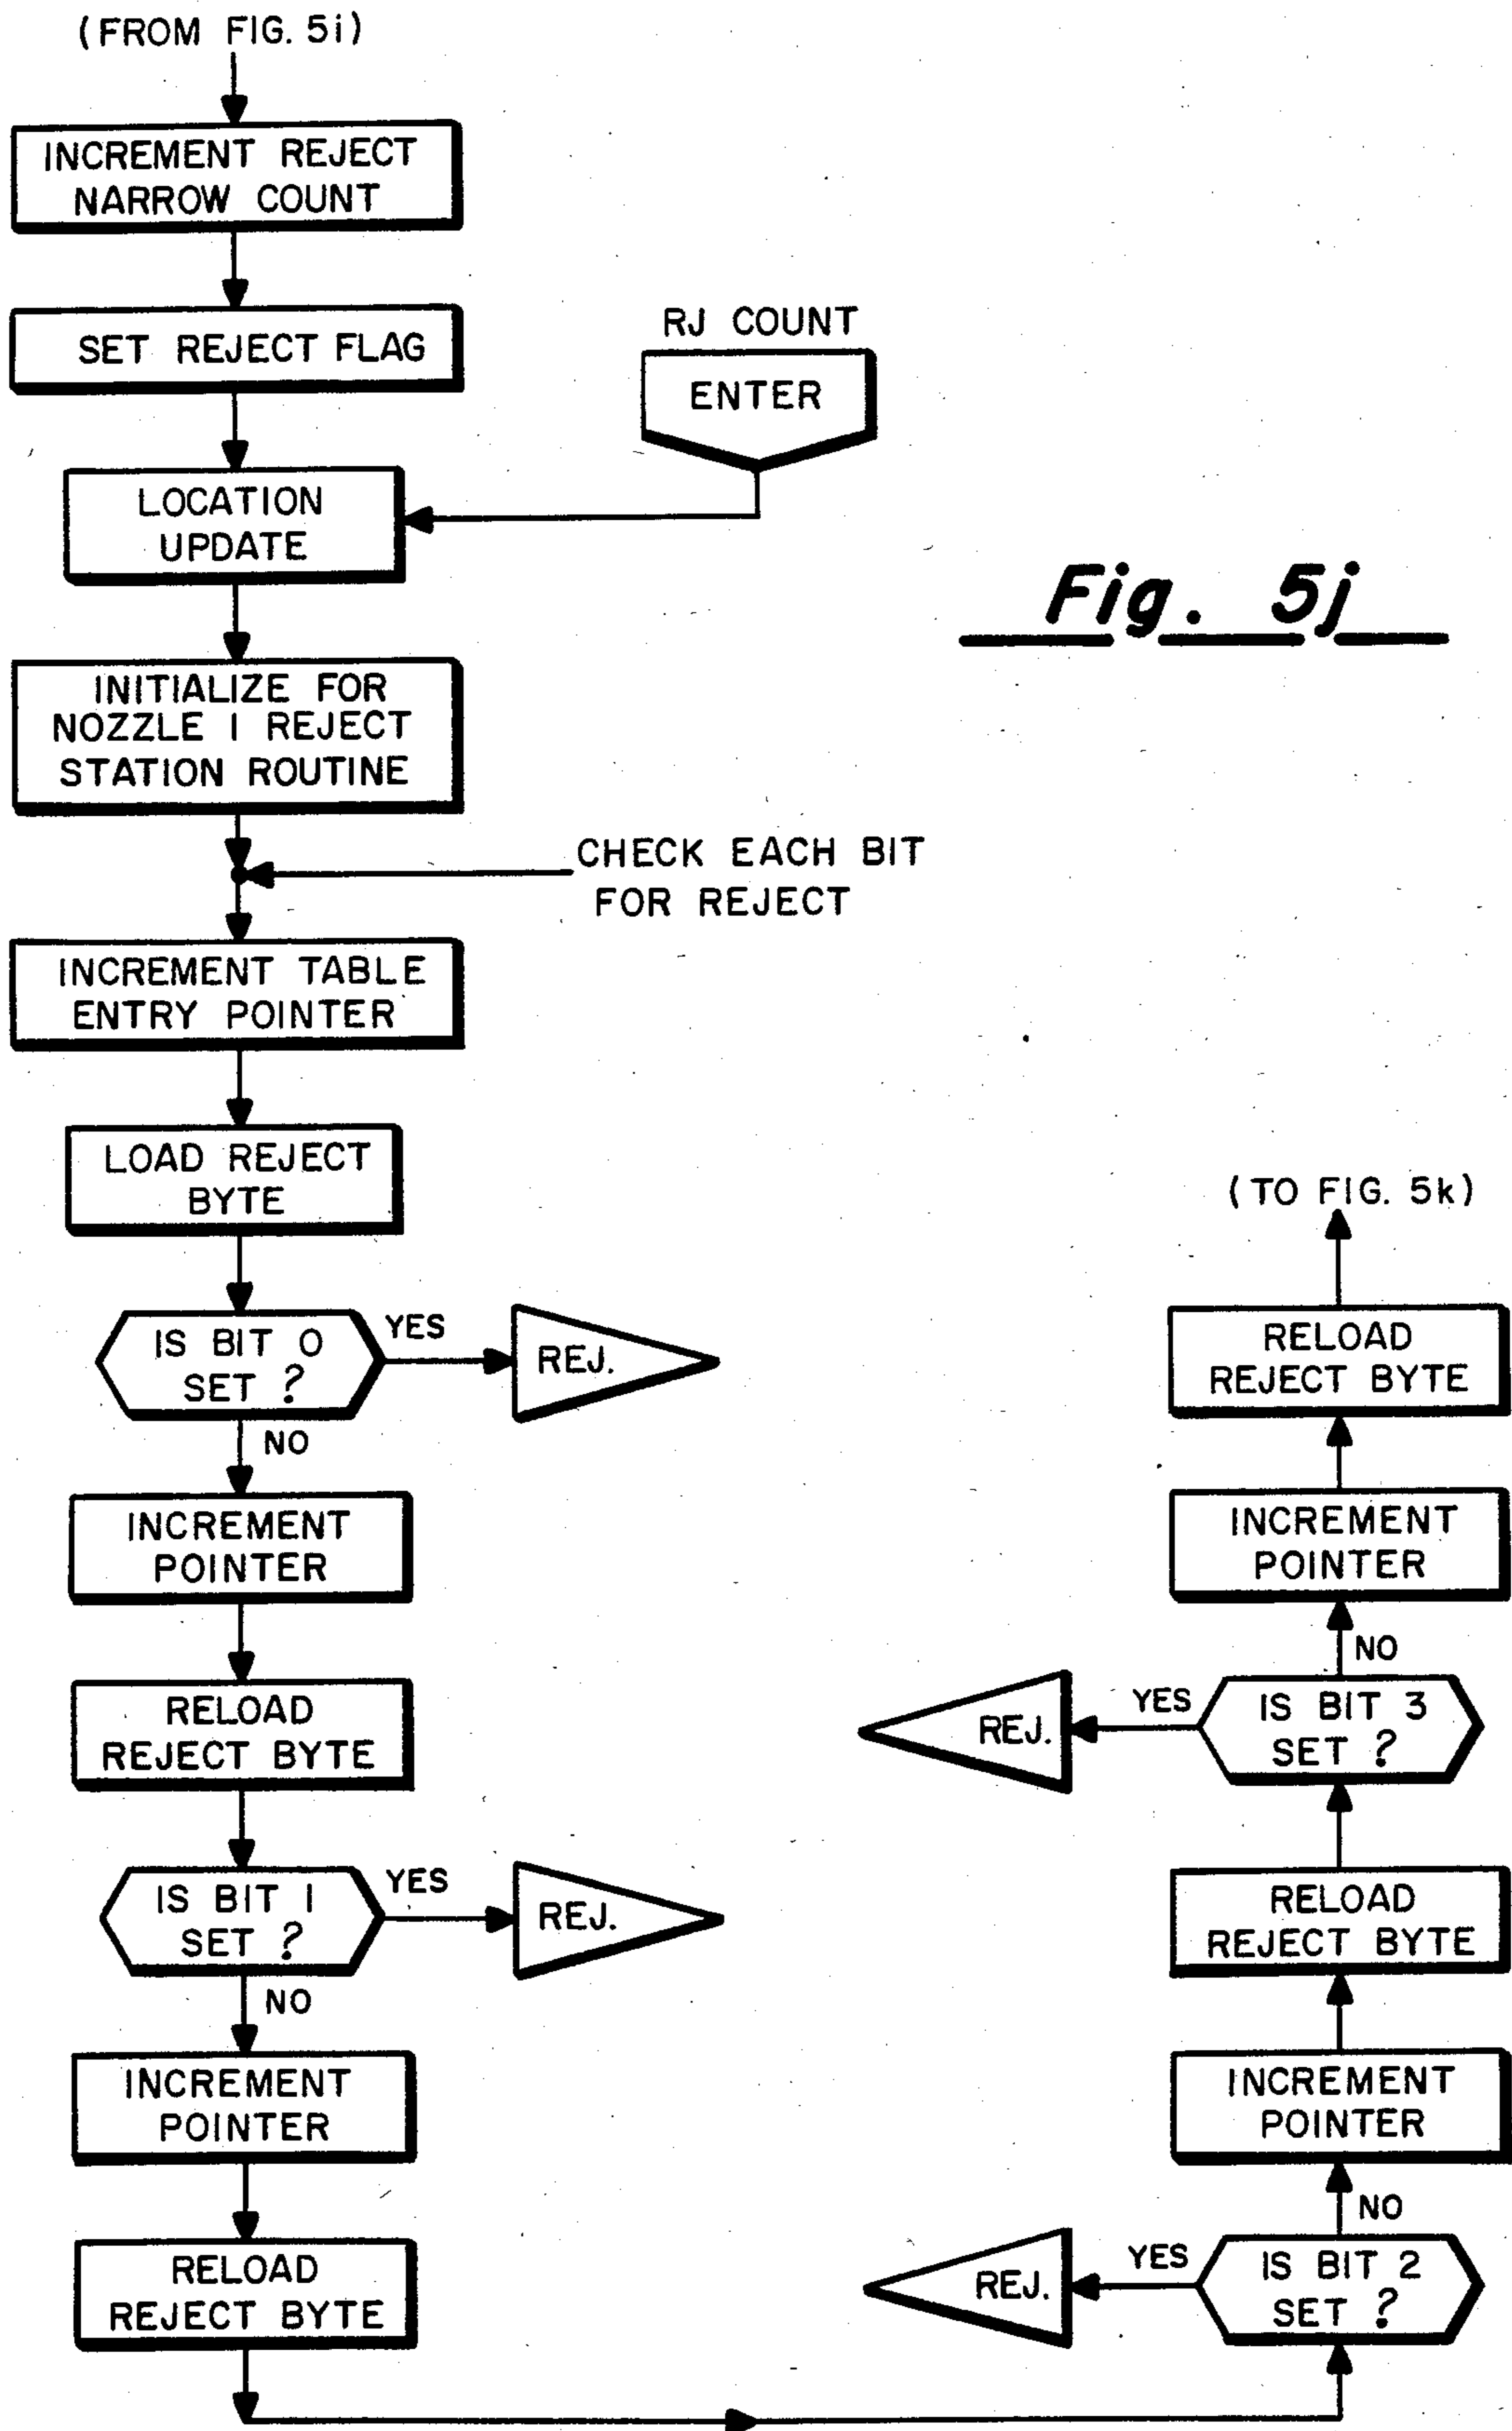 (FROM FIG. 5i)
INCREMENT REJECT
NARROW COUNT
SET REJECT FLAG
RJ COUNT
ENTER
LOCATION
UPDATE
Fig. 5j
INITIALIZE FOR
NOZZLE 1 REJECT
STATION ROUTINE
CHECK EACH BIT
FOR REJECT
INCREMENT TABLE
ENTRY POINTER
LOAD REJECT
BYTE
IS BIT 0
SET ?
YES
REJ.
NO
INCREMENT
POINTER
RELOAD
REJECT BYTE
IS BIT 1
SET ?
YES
REJ.
NO
INCREMENT
POINTER
RELOAD
REJECT BYTE
IS BIT 2
SET ?
YES
REJ.
NO
INCREMENT
POINTER
RELOAD
REJECT BYTE
IS BIT 3
SET ?
YES
REJ.
NO
INCREMENT
POINTER
RELOAD
REJECT BYTE
(TO FIG. 5k)